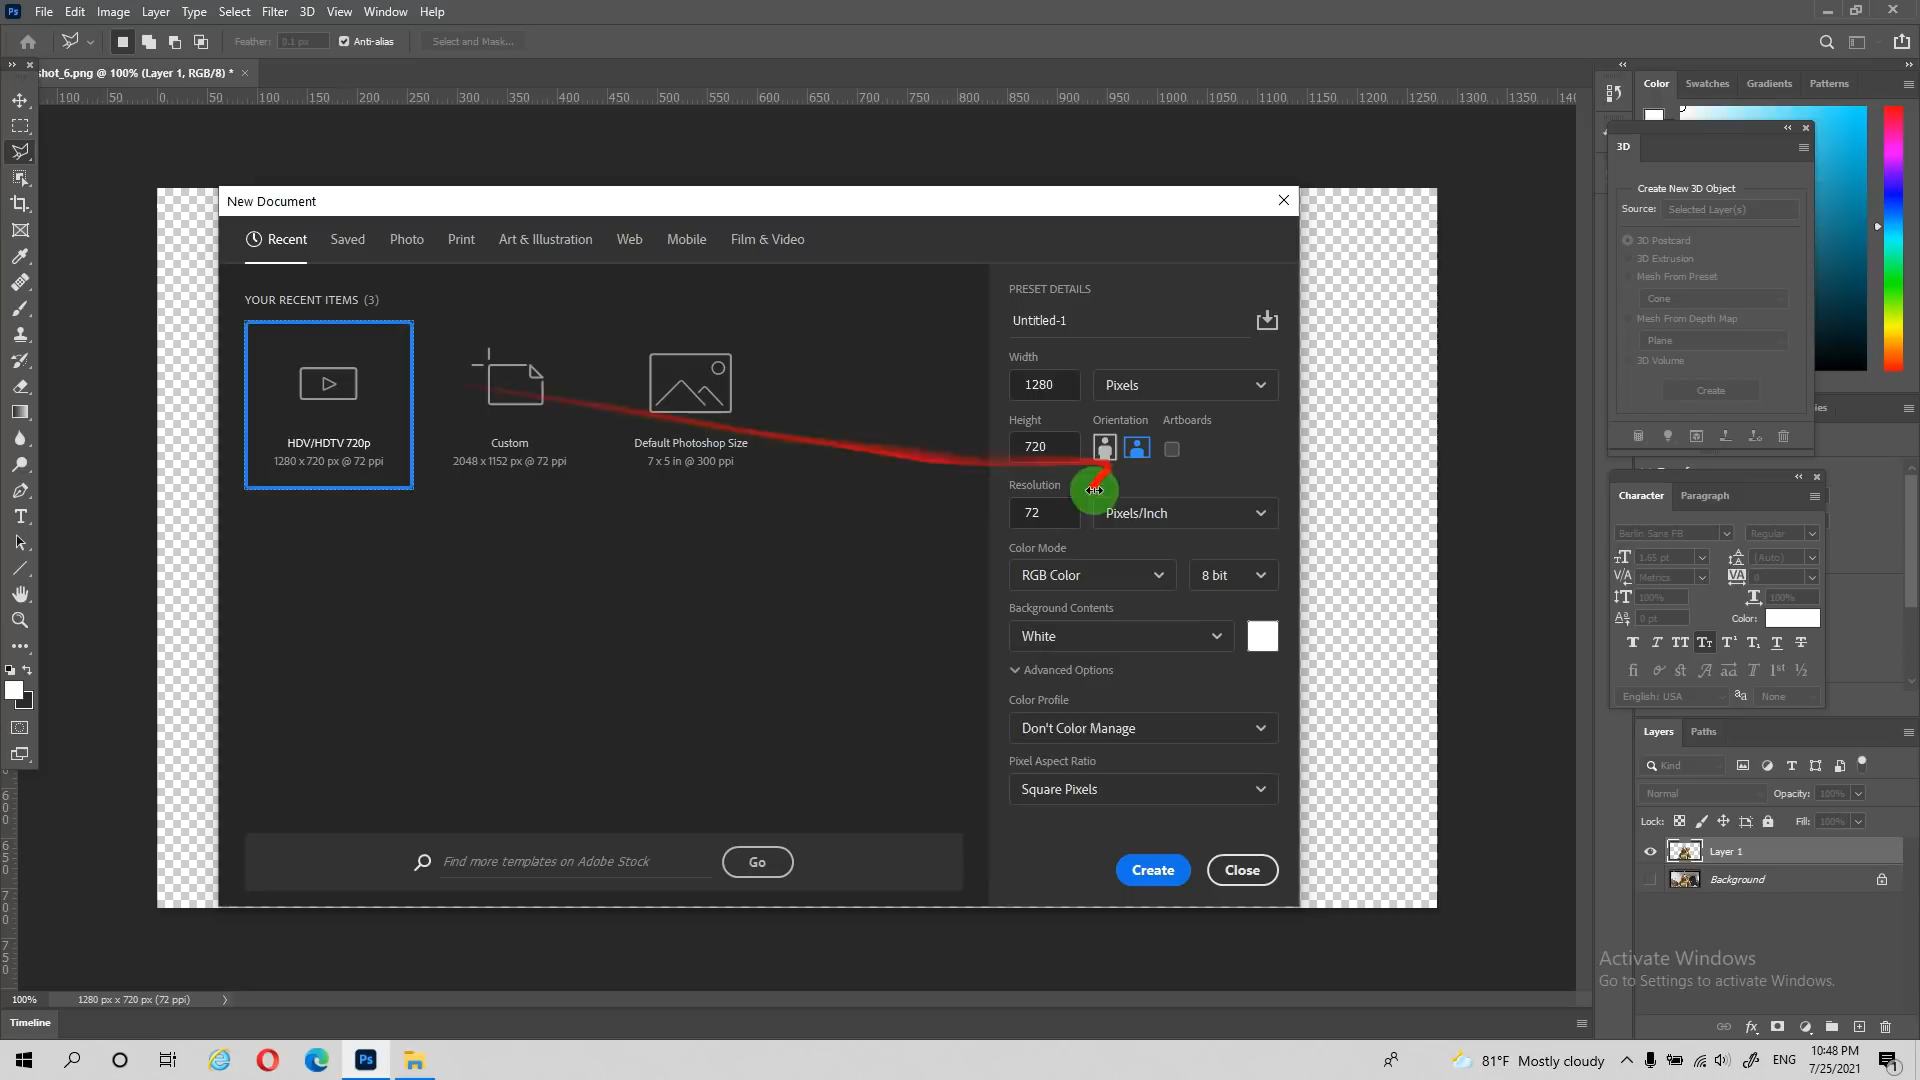 Ps File Edit Image Layer Type Select Filter 3D View Window Help
Feather: 0.1 px Anti-alias Select and Mask...
shot_6.png @ 100% (Layer 1, RGB/8) * ×
100 50 0 50 100 150 200 250 300 350 400 450 500 550 600 650 700 750 800 850 900 950 1000 1050 1100 1150 1200 1250 1300 1350
Color Swatches Gradients Patterns
3D
Create New 3D Object
Source: Selected Layer(s)
3D Postcard
3D Extrusion
Mesh From Preset
Cone
Mesh From Depth Map
Plane
3D Volume
Create
New Document
Recent Saved Photo Print Art & Illustration Web Mobile Film & Video
YOUR RECENT ITEMS (3)
HDV/HDTV 720p
1280 x 720 px @ 72 ppi
Custom
2048 x 1152 px @ 72 ppi
Default Photoshop Size
7 x 5 in @ 300 ppi
Find more templates on Adobe Stock Go
PRESET DETAILS
Untitled-1
Width
1280 Pixels
Height Orientation Artboards
720
Resolution
72 Pixels/Inch
Color Mode
RGB Color 8 bit
Background Contents
White
Advanced Options
Color Profile
Don't Color Manage
Pixel Aspect Ratio
Square Pixels
Create Close
Character Paragraph
Berlin Sans FB Regular
1.65 pt (Auto)
Metrics 0
100% 100%
0 pt Color:
English: USA aa None
Layers Paths
Kind
Normal Opacity: 100%
Lock: Fill: 100%
Layer 1
Background
Activate Windows
Go to Settings to activate Windows.
100% 1280 px x 720 px (72 ppi)
Timeline
81°F Mostly cloudy ENG 10:48 PM
7/25/2021